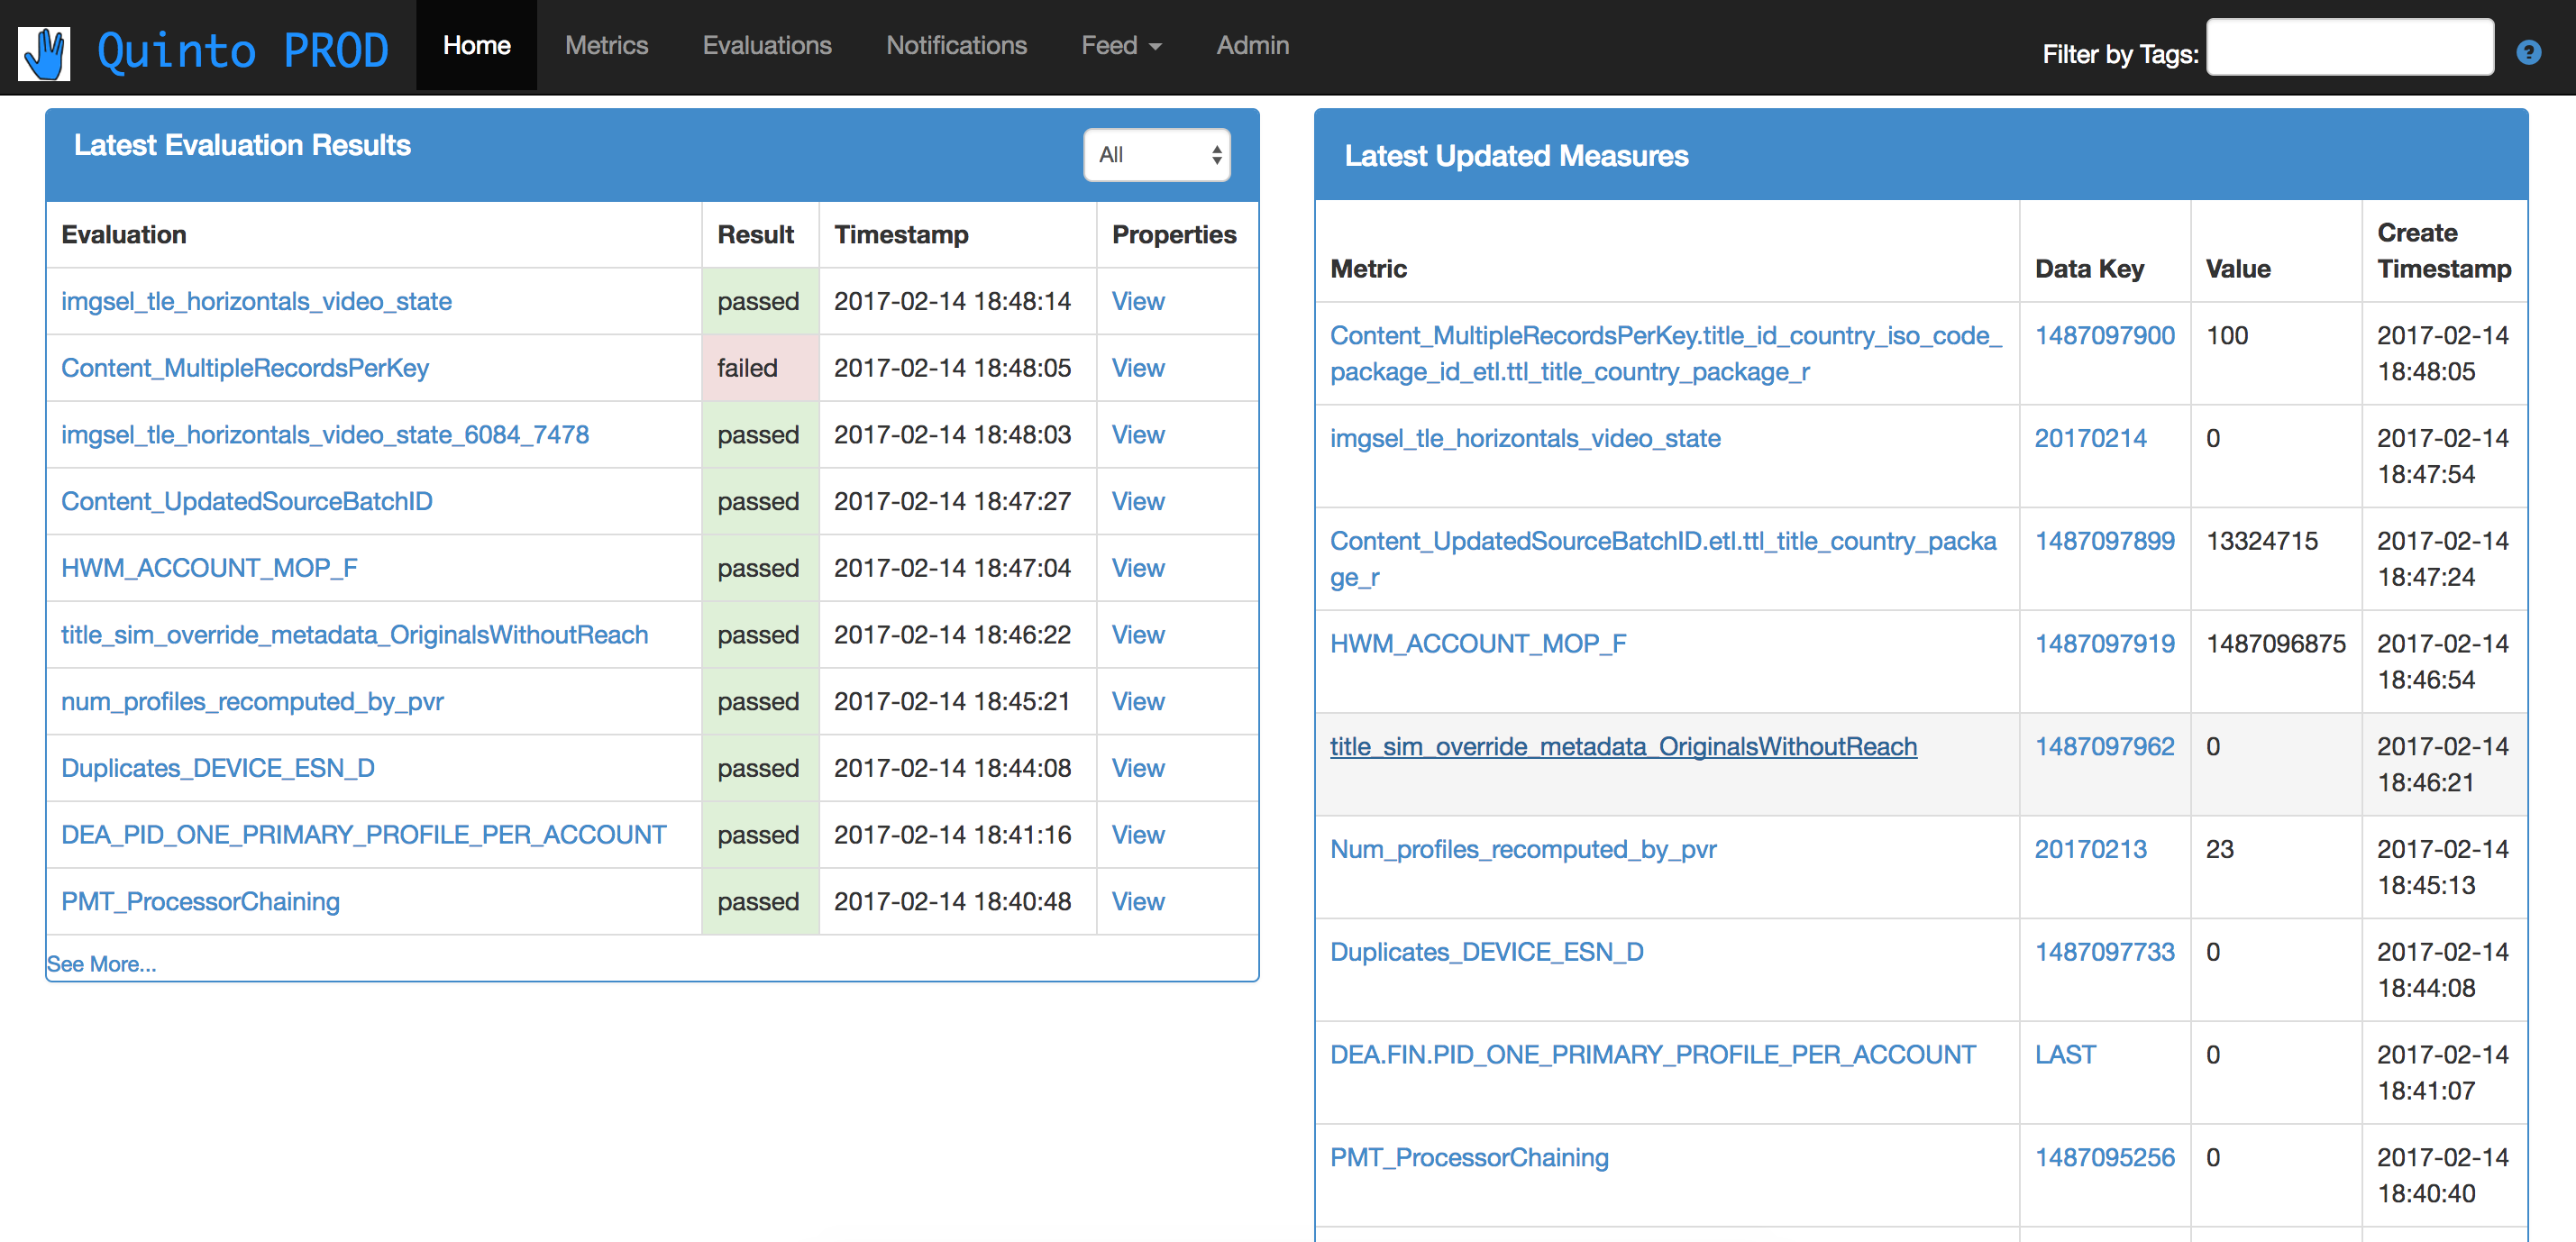 Quinto PROD Home Metrics Evaluations Notifications Feed Admin Filter by Tags: ?
Latest Evaluation Results All
Evaluation Result Timestamp Properties
imgsel_tle_horizontals_video_state passed 2017-02-14 18:48:14 View
Content_MultipleRecordsPerKey failed 2017-02-14 18:48:05 View
imgsel_tle_horizontals_video_state_6084_7478 passed 2017-02-14 18:48:03 View
Content_UpdatedSourceBatchID passed 2017-02-14 18:47:27 View
HWM_ACCOUNT_MOP_F passed 2017-02-14 18:47:04 View
title_sim_override_metadata_OriginalsWithoutReach passed 2017-02-14 18:46:22 View
num_profiles_recomputed_by_pvr passed 2017-02-14 18:45:21 View
Duplicates_DEVICE_ESN_D passed 2017-02-14 18:44:08 View
DEA_PID_ONE_PRIMARY_PROFILE_PER_ACCOUNT passed 2017-02-14 18:41:16 View
PMT_ProcessorChaining passed 2017-02-14 18:40:48 View
See More...
Latest Updated Measures
Create
Metric Data Key Value Timestamp
Content_MultipleRecordsPerKey.title_id_country_iso_code_ 1487097900 100 2017-02-14
package_id_etl.ttl_title_country_package_r 18:48:05
imgsel_tle_horizontals_video_state 20170214 0 2017-02-14
18:47:54
Content_UpdatedSourceBatchID.etl.ttl_title_country_packa 1487097899 13324715 2017-02-14
ge_r 18:47:24
HWM_ACCOUNT_MOP_F 1487097919 1487096875 2017-02-14
18:46:54
title_sim_override_metadata_OriginalsWithoutReach 1487097962 0 2017-02-14
18:46:21
Num_profiles_recomputed_by_pvr 20170213 23 2017-02-14
18:45:13
Duplicates_DEVICE_ESN_D 1487097733 0 2017-02-14
18:44:08
DEA.FIN.PID_ONE_PRIMARY_PROFILE_PER_ACCOUNT LAST 0 2017-02-14
18:41:07
PMT_ProcessorChaining 1487095256 0 2017-02-14
18:40:40